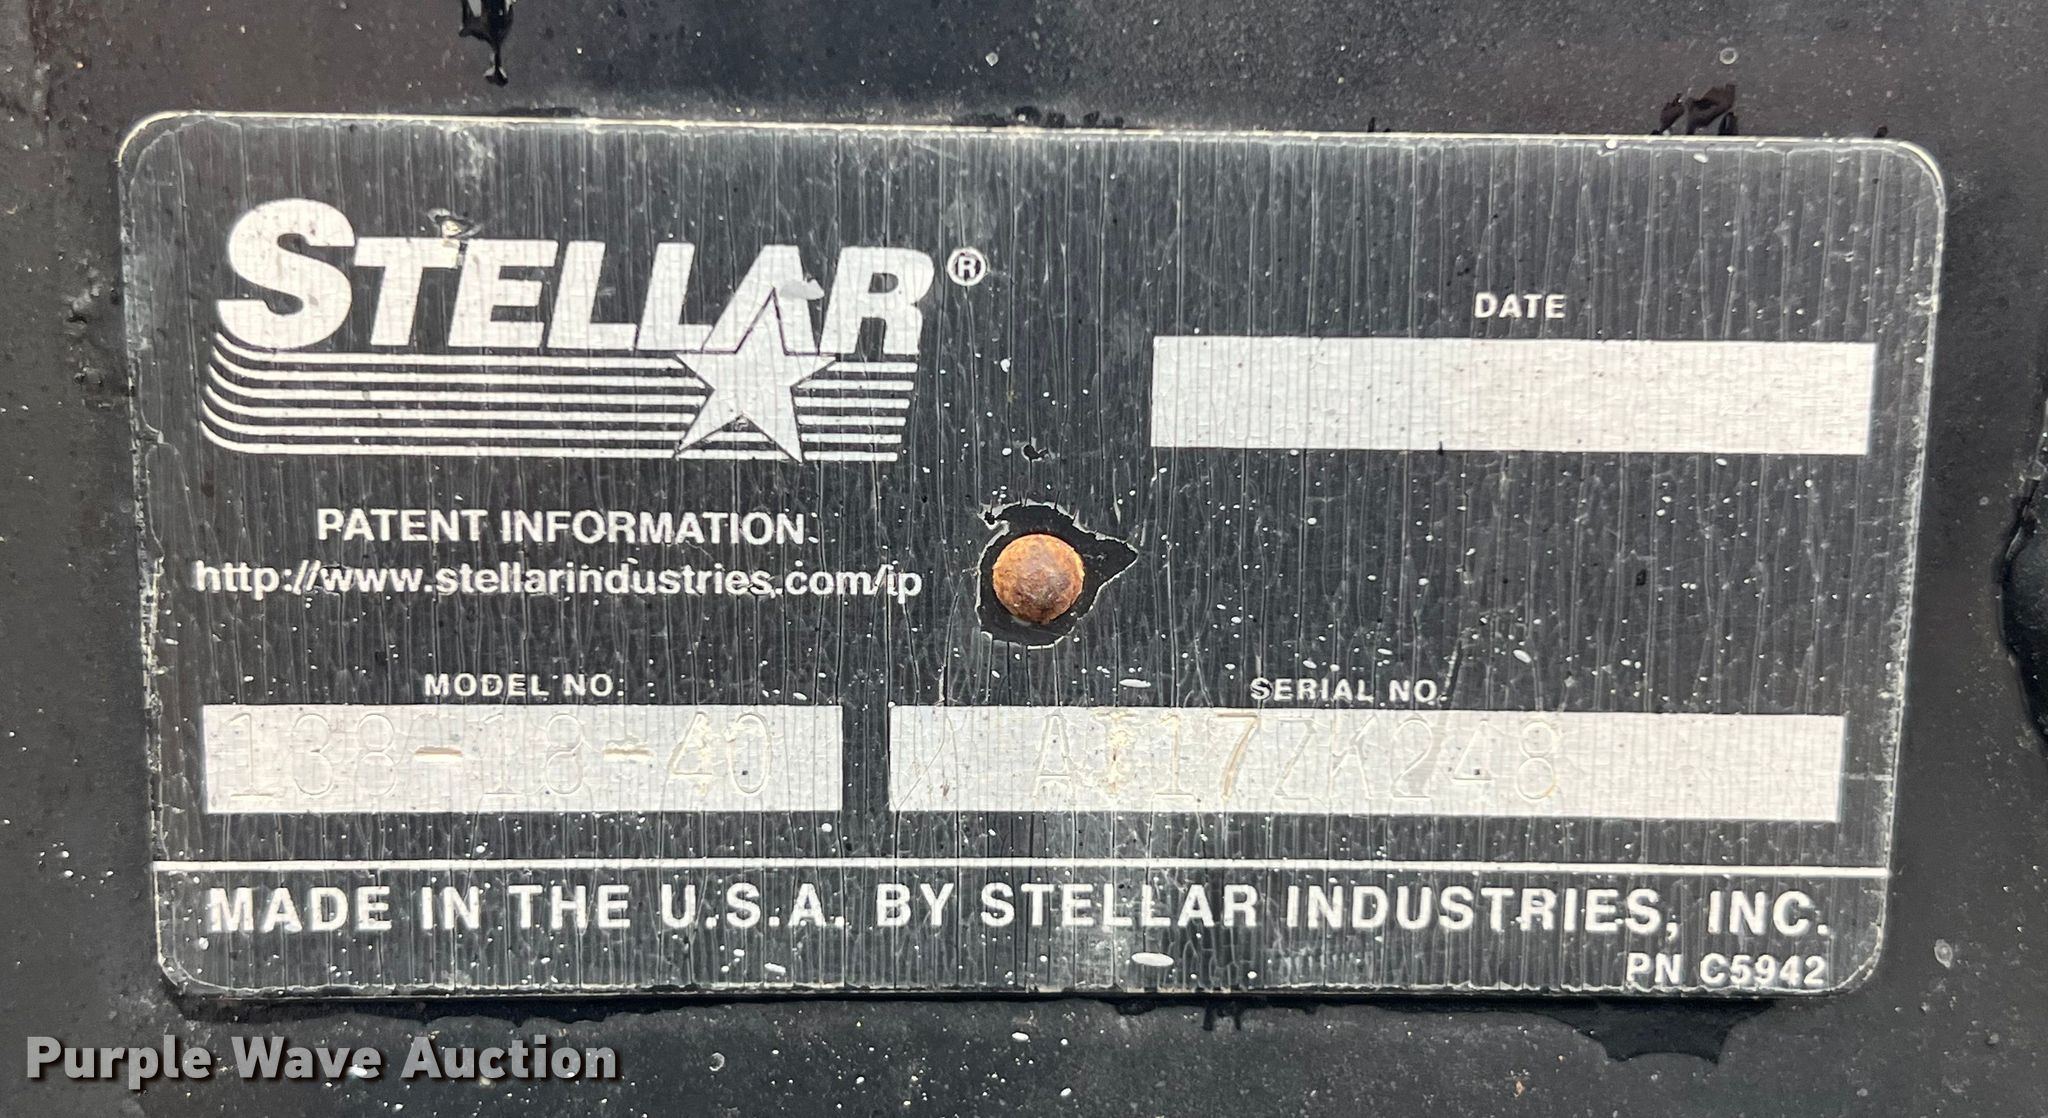 STELLAR®
DATE
PATENT INFORMATION
http://www.stellarindustries.com/ip
MODEL NO.
SERIAL NO.
138-18-40
AT17ZK248
MADE IN THE U.S.A. BY STELLAR INDUSTRIES, INC.
PN C5942
Purple Wave Auction